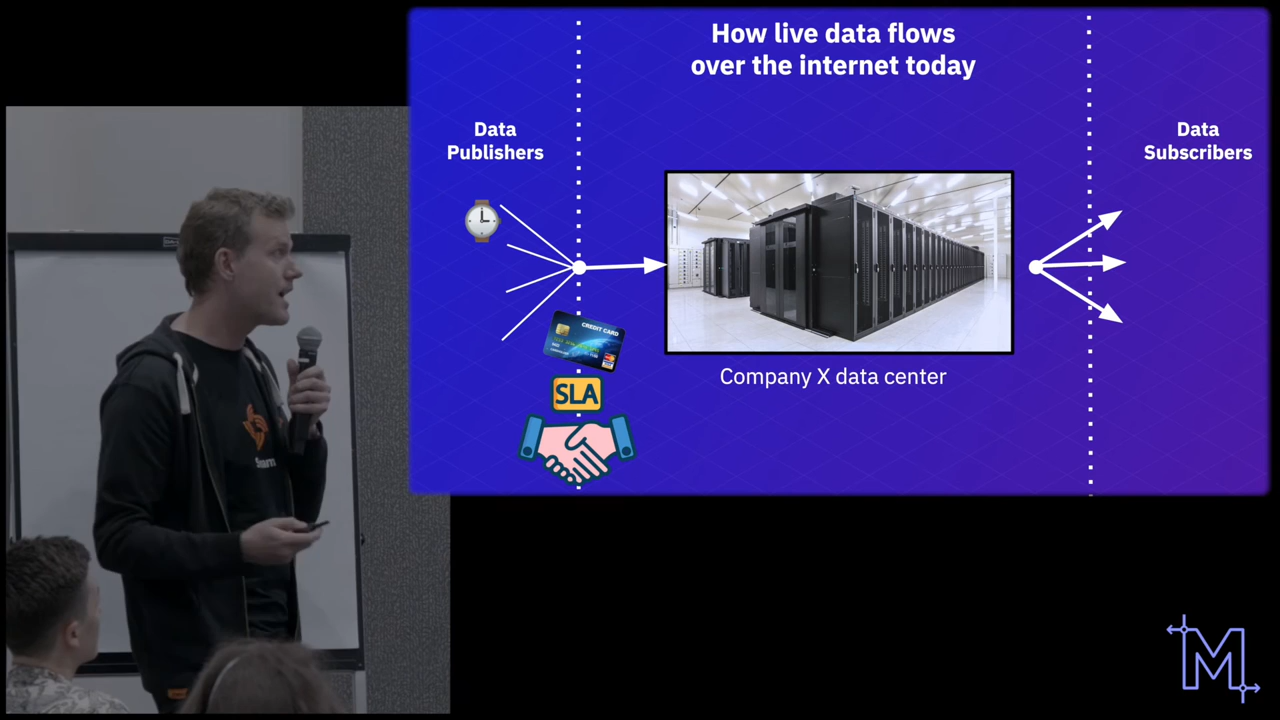 How live data flows
over the internet today
Data
Publishers
Data
Subscribers
CREDIT CARD
SLA
Company X data center
M